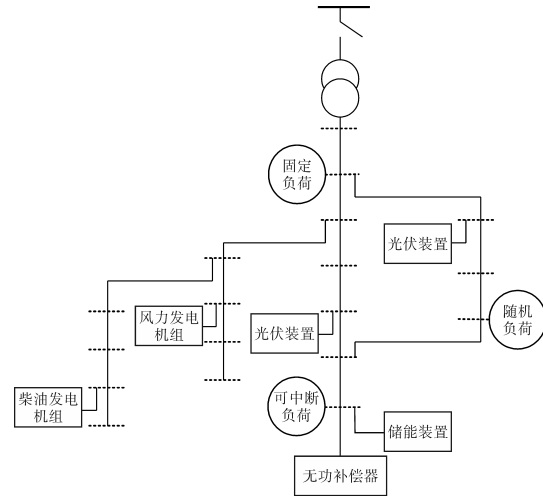 固定
负荷
光伏装置
风力发电
机组
光伏装置
随机
负荷
柴油发电
机组
可中断
负荷
储能装置
无功补偿器